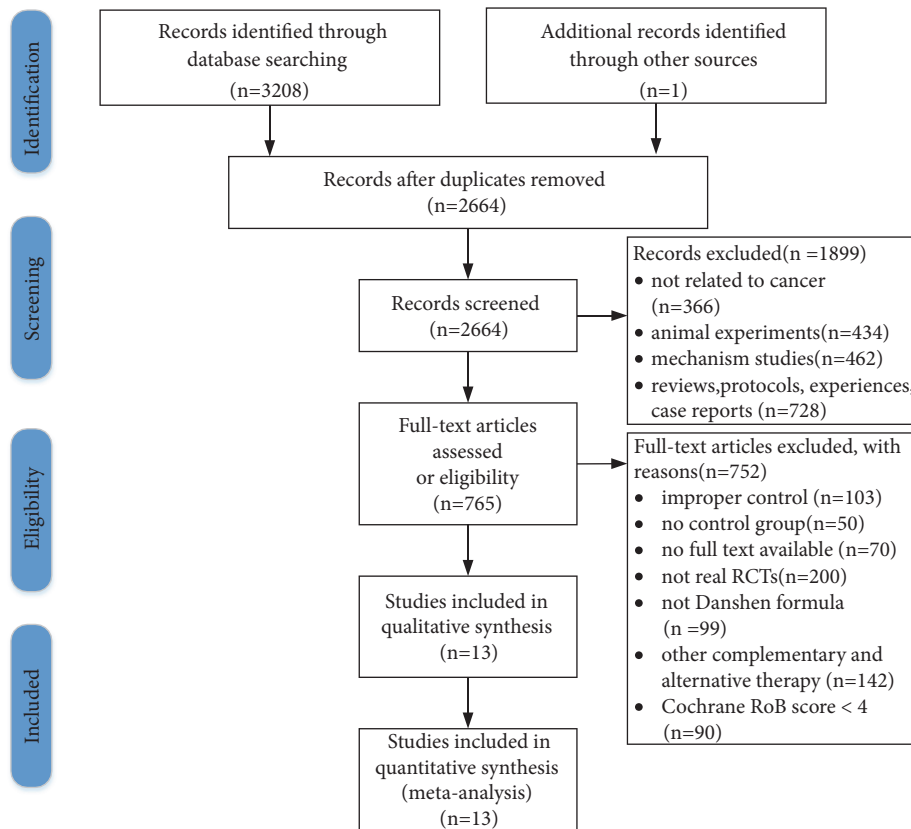 Identification
Records identified through
database searching
(n=3208)
Additional records identified
through other sources
(n=1)
Records after duplicates removed
(n=2664)
Screening
Records screened
(n=2664)
Records excluded(n =1899)
• not related to cancer
(n=366)
• animal experiments(n=434)
• mechanism studies(n=462)
• reviews,protocols, experiences,
case reports (n=728)
Eligibility
Full-text articles
assessed
or eligibility
(n=765)
Full-text articles excluded, with
reasons(n=752)
• improper control (n=103)
• no control group(n=50)
• no full text available (n=70)
• not real RCTs(n=200)
• not Danshen formula
(n =99)
• other complementary and
alternative therapy (n=142)
• Cochrane RoB score < 4
(n=90)
Studies included in
qualitative synthesis
(n=13)
Included
Studies included in
quantitative synthesis
(meta-analysis)
(n=13)